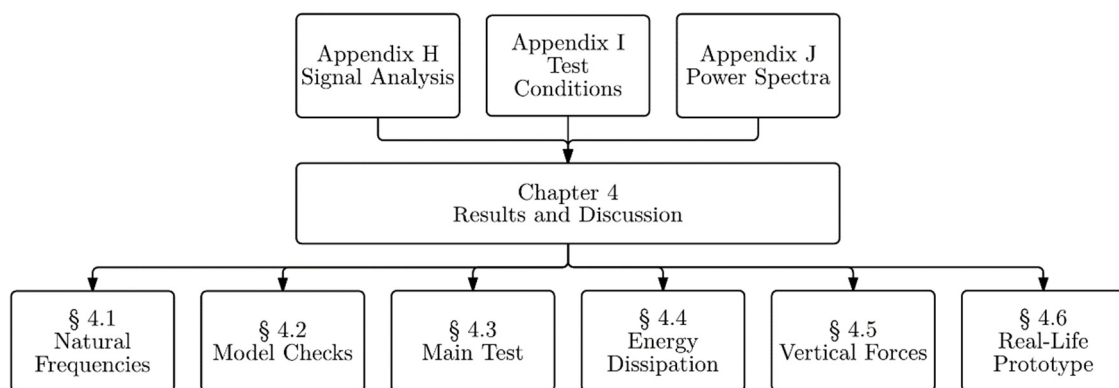 Appendix H
Signal Analysis
Appendix I
Test
Conditions
Appendix J
Power Spectra
Chapter 4
Results and Discussion
§ 4.1
Natural
Frequencies
§ 4.2
Model Checks
§ 4.3
Main Test
§ 4.4
Energy
Dissipation
§ 4.5
Vertical Forces
§ 4.6
Real-Life
Prototype